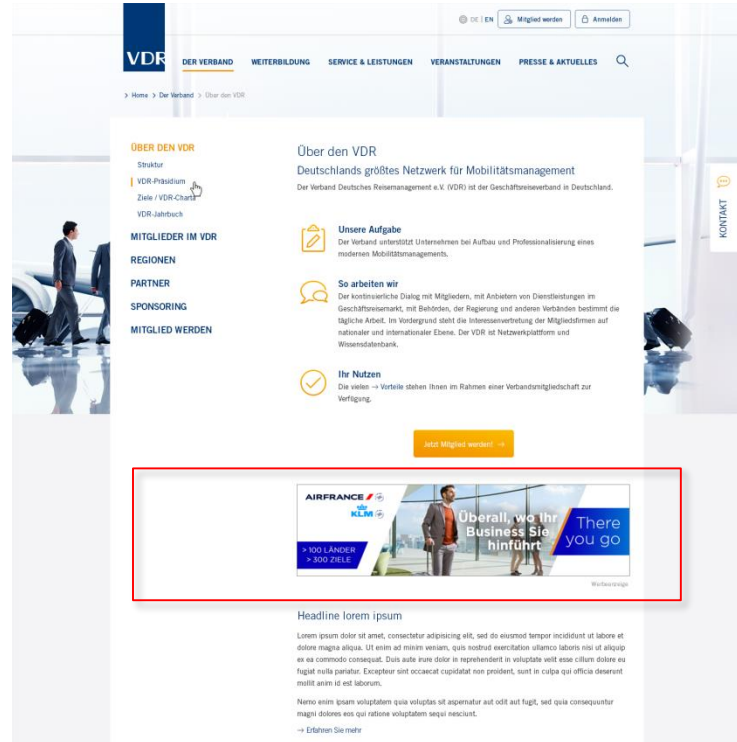 DE | EN
Mitglied werden
Anmelden
VDR
DER VERBAND
WEITERBILDUNG
SERVICE & LEISTUNGEN
VERANSTALTUNGEN
PRESSE & AKTUELLES
> Home > Der Verband > Über den VDR
ÜBER DEN VDR
Struktur
VDR-Präsidium
Ziele / VDR-Charta
VDR-Jahrbuch
MITGLIEDER IM VDR
REGIONEN
PARTNER
SPONSORING
MITGLIED WERDEN
KONTAKT
Über den VDR
Deutschlands größtes Netzwerk für Mobilitätsmanagement
Der Verband Deutsches Reisemanagement e.V. (VDR) ist der Geschäftsreiseverband in Deutschland.
Unsere Aufgabe
Der Verband unterstützt Unternehmen bei Aufbau und Professionalisierung eines
modernen Mobilitätsmanagements.
So arbeiten wir
Der kontinuierliche Dialog mit Mitgliedern, mit Anbietern von Dienstleistungen im
Geschäftsreisemarkt, mit Behörden, der Regierung und anderen Verbänden bestimmt die
tägliche Arbeit. Im Vordergrund steht die Interessenvertretung der Mitgliedsfirmen auf
nationaler und internationaler Ebene. Der VDR ist Netzwerkplattform und
Wissensdatenbank.
Ihr Nutzen
Die vielen → Vorteile stehen Ihnen im Rahmen einer Verbandsmitgliedschaft zur
Verfügung.
Jetzt Mitglied werden! →
AIRFRANCE
KLM
> 100 LÄNDER
> 300 ZIELE
Überall, wo Ihr
Business Sie
hinführt
There
you go
Werbeanzeige
Headline lorem ipsum
Lorem ipsum dolor sit amet, consectetur adipisicing elit, sed do eiusmod tempor incididunt ut labore et
dolore magna aliqua. Ut enim ad minim veniam, quis nostrud exercitation ullamco laboris nisi ut aliquip
ex ea commodo consequat. Duis aute irure dolor in reprehenderit in voluptate velit esse cillum dolore eu
fugiat nulla pariatur. Excepteur sint occaecat cupidatat non proident, sunt in culpa qui officia deserunt
mollit anim id est laborum.
Nemo enim ipsam voluptatem quia voluptas sit aspernatur aut odit aut fugit, sed quia consequuntur
magni dolores eos qui ratione voluptatem sequi nesciunt.
→ Erfahren Sie mehr